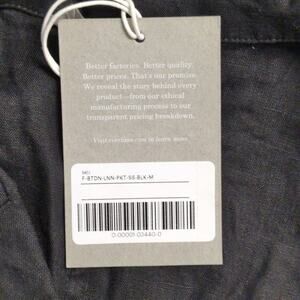 Better factories. Better quality.
Better prices. That's our promise.
We reveal the story behind every
product—from our ethical
manufacturing process to our
transparent pricing breakdown.
Visit everlane.com to learn more.
SKU
F-BTDN-LNN-PKT-SS-BLK-M
0-00001-03440-0